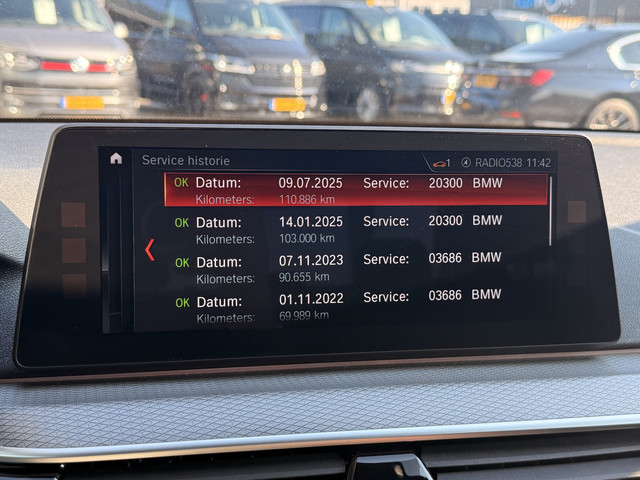 Service historie
1 RADIO538 11:42
OK Datum: 09.07.2025 Service: 20300 BMW
Kilometers: 110.886 km
OK Datum: 14.01.2025 Service: 20300 BMW
Kilometers: 103.000 km
OK Datum: 07.11.2023 Service: 03686 BMW
Kilometers: 90.655 km
OK Datum: 01.11.2022 Service: 03686 BMW
Kilometers: 69.989 km